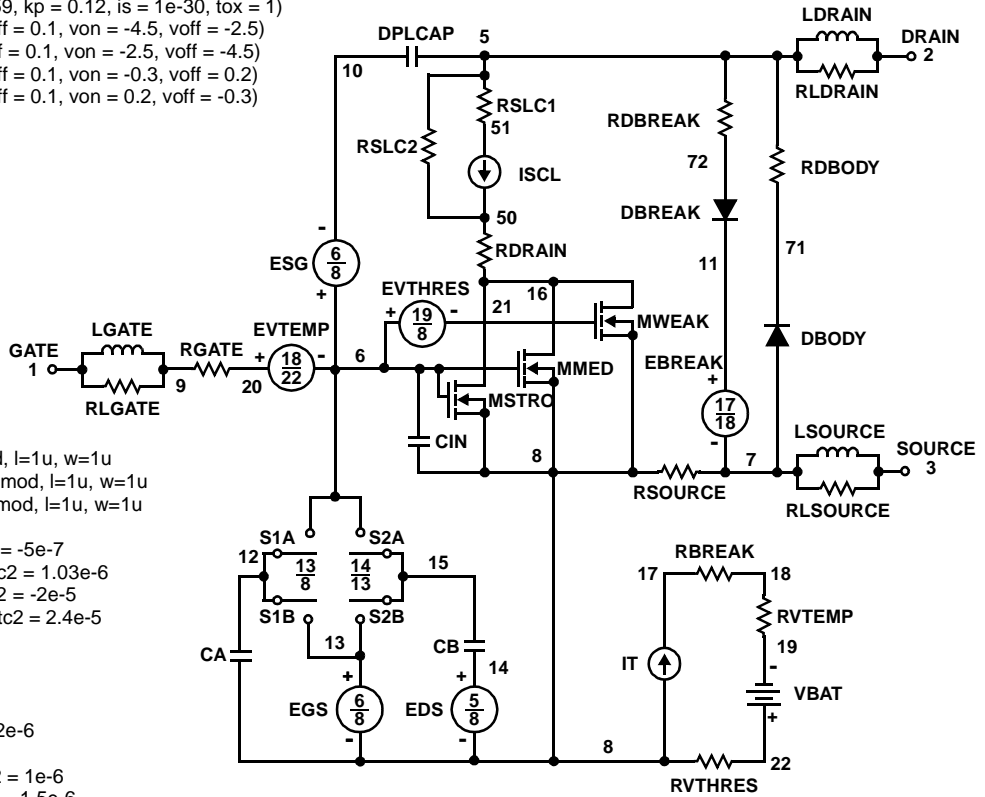 59, kp = 0.12, is = 1e-30, tox = 1)
ff = 0.1, von = -4.5, voff = -2.5)
f = 0.1, von = -2.5, voff = -4.5)
ff = 0.1, von = -0.3, voff = 0.2)
ff = 0.1, von = 0.2, voff = -0.3)
LDRAIN
DPLCAP
5
DRAIN
2
10
RLDRAIN
RSLC1
51
RDBREAK
RSLC2
72
RDBODY
ISCL
DBREAK
50
RDRAIN
71
ESG
6
8
11
EVTHRES
16
21
19
8
MWEAK
LGATE
EVTEMP
DBODY
GATE
1
RGATE
18
22
6
MMED
EBREAK
9
20
MSTRO
17
18
RLGATE
CIN
LSOURCE
8
7
SOURCE
3
RSOURCE
RLSOURCE
d, l=1u, w=1u
mod, l=1u, w=1u
mod, l=1u, w=1u
= -5e-7
c2 = 1.03e-6
2 = -2e-5
tc2 = 2.4e-5
S1A
S2A
12
13
8
14
13
15
S1B
S2B
13
CA
CB
14
EGS
6
8
EDS
5
8
RBREAK
17
18
RVTEMP
19
IT
VBAT
8
22
RVTHRES
2e-6
2 = 1e-6